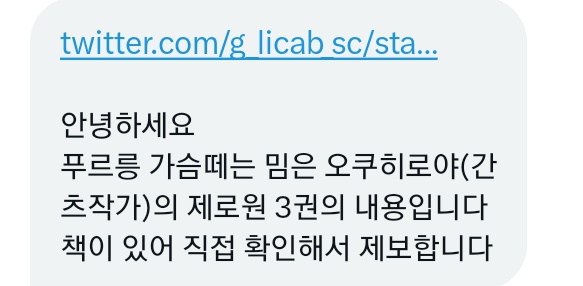 twitter.com/g_licab_sc/sta...
안녕하세요
푸르릉 가슴떼는 밈은 오쿠히로야(간
츠작가)의 제로원 3권의 내용입니다
책이 있어 직접 확인해서 제보합니다